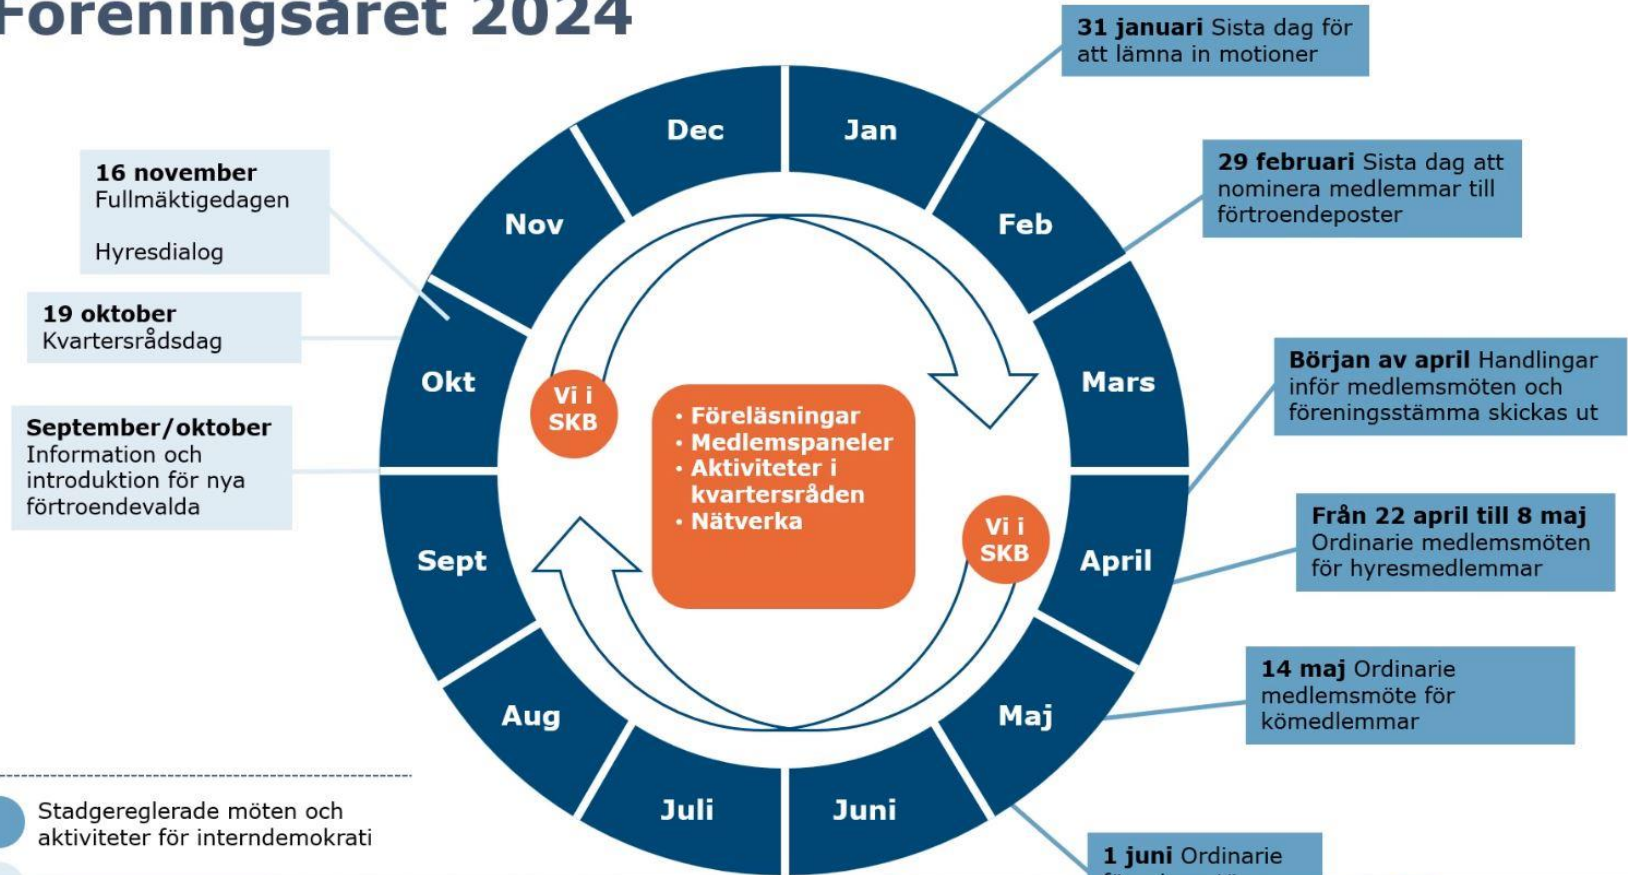 Föreningsåret 2024
31 januari Sista dag för
att lämna in motioner
29 februari Sista dag att
nominera medlemmar till
förtroendeposter
Början av april Handlingar
inför medlemsmöten och
föreningsstämma skickas ut
Från 22 april till 8 maj
Ordinarie medlemsmöten
för hyresmedlemmar
14 maj Ordinarie
medlemsmöte för
kömedlemmar
1 juni Ordinarie
September/oktober
Information och
introduktion för nya
förtroendevalda
19 oktober
Kvartersrådsdag
16 november
Fullmäktigedagen
Hyresdialog
Jan
Feb
Mars
April
Maj
Juni
Juli
Aug
Sept
Okt
Nov
Dec
Vi i
SKB
• Föreläsningar
• Medlemspaneler
• Aktiviteter i
kvartersråden
• Nätverka
Vi i
SKB
Stadgereglerade möten och
aktiviteter för interndemokrati